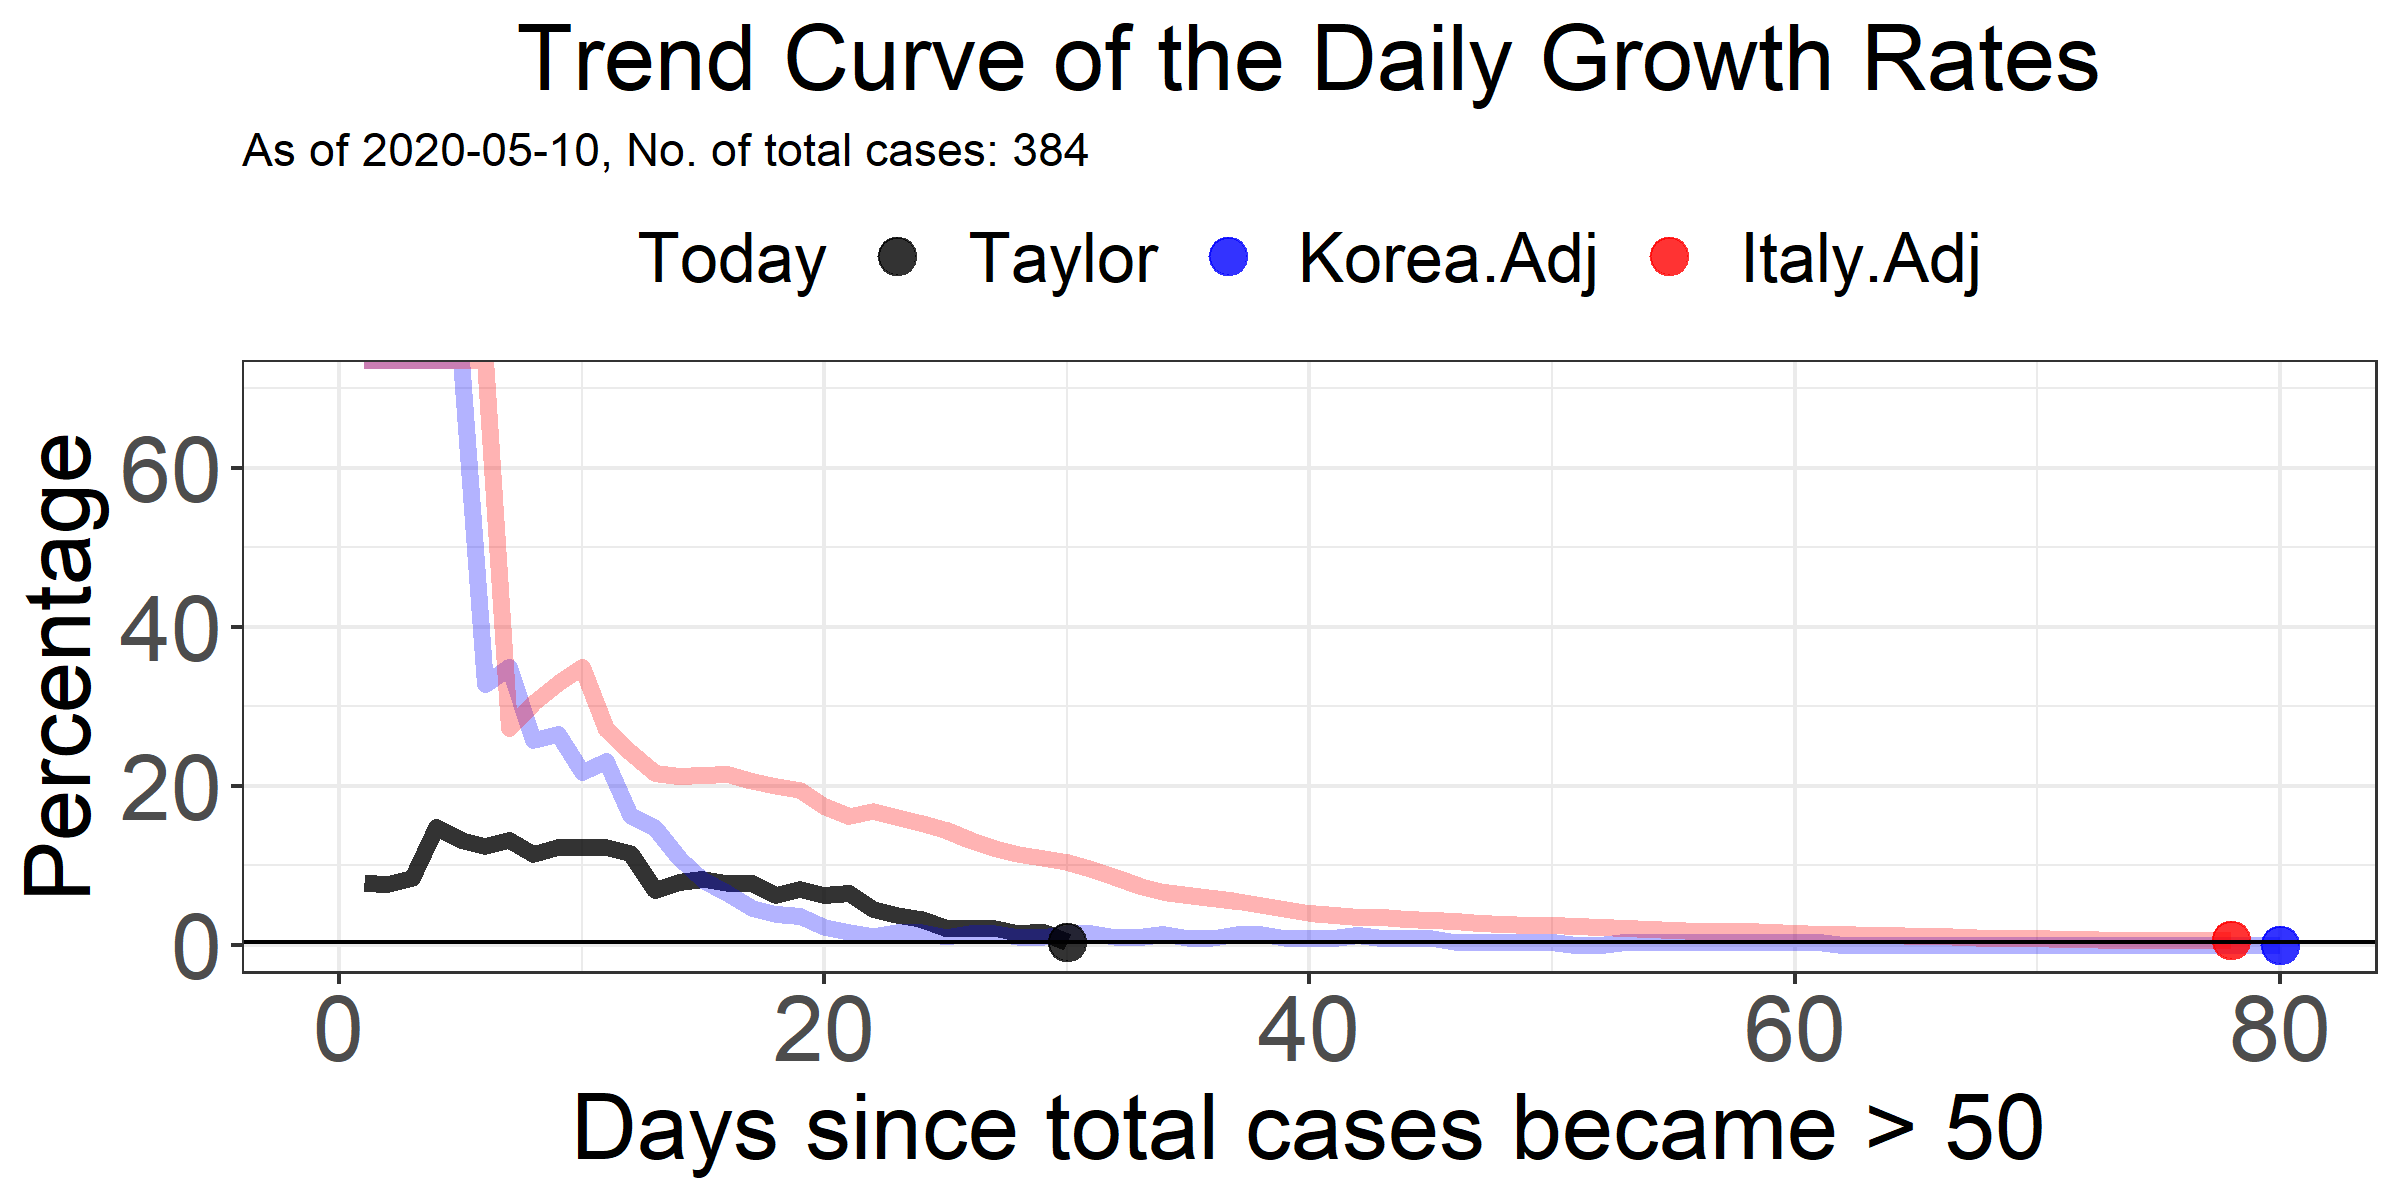 Trend Curve of the Daily Growth Rates
As of 2020-05-10, No. of total cases: 384
Today Taylor Korea.Adj Italy.Adj
Percentage
60
40
20
0
0 20 40 60 80
Days since total cases became > 50